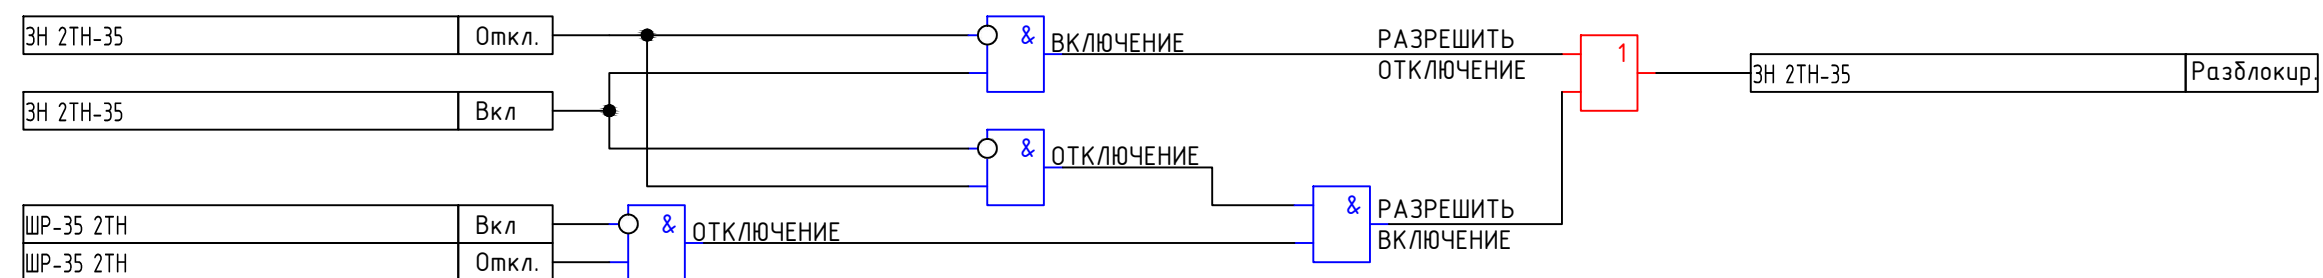 ЗН 2ТН-35 Откл. & ВКЛЮЧЕНИЕ РАЗРЕШИТЬ 1
ОТКЛЮЧЕНИЕ ЗН 2ТН-35 Разблокир.
ЗН 2ТН-35 Вкл
& ОТКЛЮЧЕНИЕ
ШР-35 2ТН Вкл & ОТКЛЮЧЕНИЕ & РАЗРЕШИТЬ
ВКЛЮЧЕНИЕ
ШР-35 2ТН Откл.